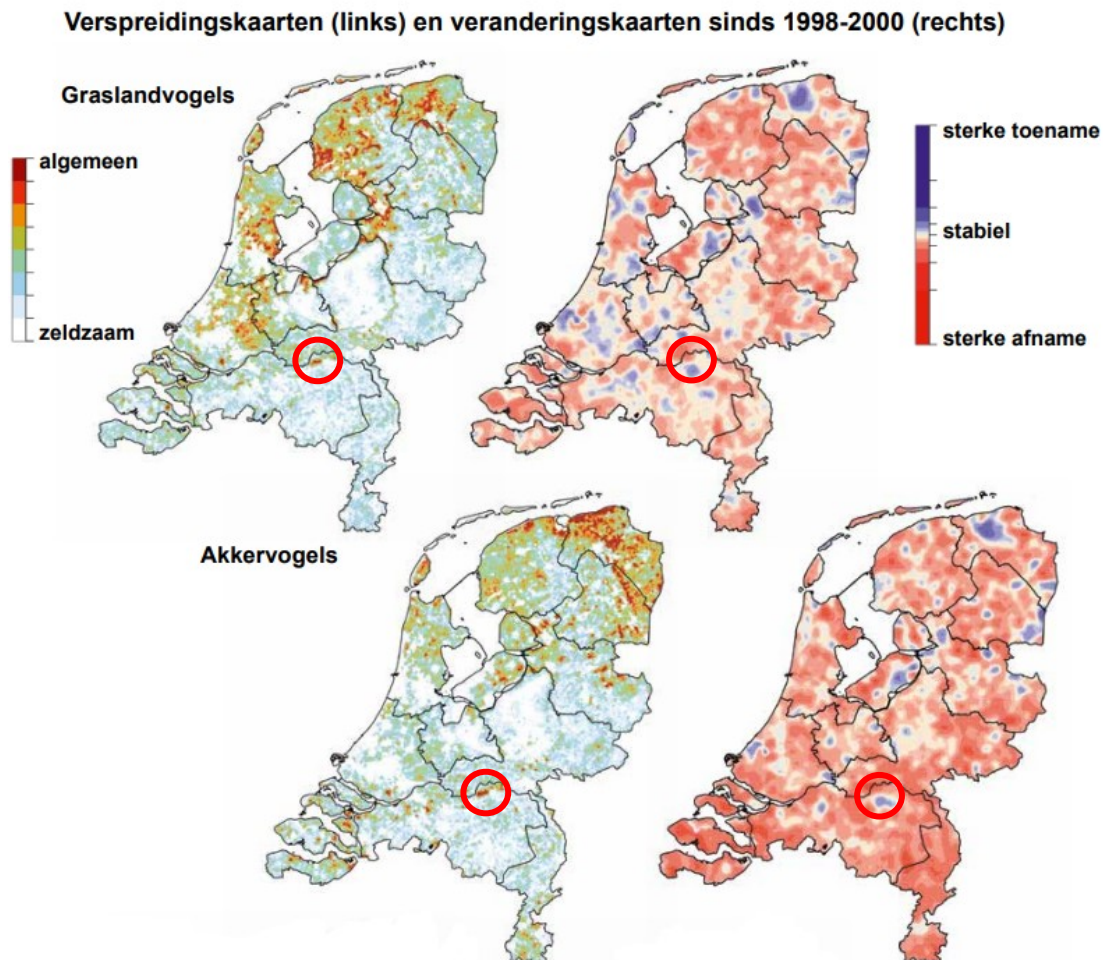 Verspreidingskaarten (links) en veranderingskaarten sinds 1998-2000 (rechts)
Graslandvogels
algemeen
zeldzaam
sterke toename
stabiel
sterke afname
Akkervogels